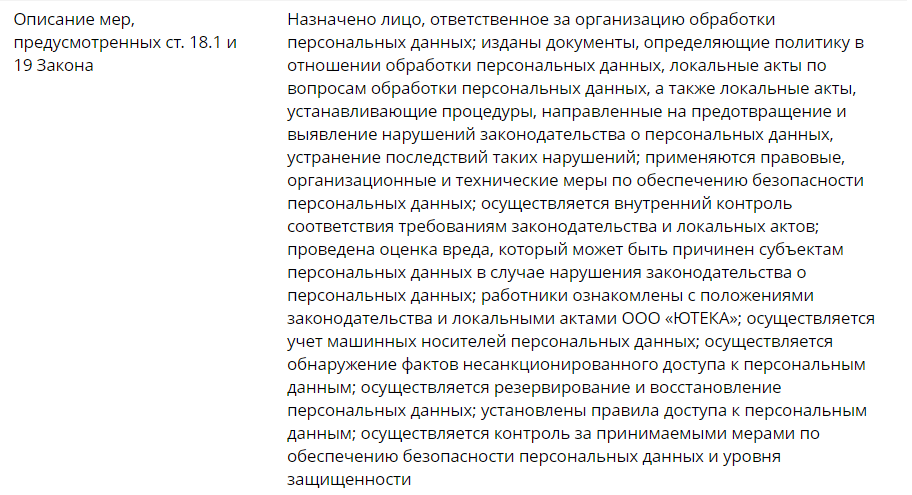 Описание мер,
предусмотренных ст. 18.1 и
19 Закона
Назначено лицо, ответственное за организацию обработки
персональных данных; изданы документы, определяющие политику в
отношении обработки персональных данных, локальные акты по
вопросам обработки персональных данных, а также локальные акты,
устанавливающие процедуры, направленные на предотвращение и
выявление нарушений законодательства о персональных данных,
устранение последствий таких нарушений; применяются правовые,
организационные и технические меры по обеспечению безопасности
персональных данных; осуществляется внутренний контроль
соответствия требованиям законодательства и локальных актов;
проведена оценка вреда, который может быть причинен субъектам
персональных данных в случае нарушения законодательства о
персональных данных; работники ознакомлены с положениями
законодательства и локальными актами ООО «ЮТЕКА»; осуществляется
учет машинных носителей персональных данных; осуществляется
обнаружение фактов несанкционированного доступа к персональным
данным; осуществляется резервирование и восстановление
персональных данных; установлены правила доступа к персональным
данным; осуществляется контроль за принимаемыми мерами по
обеспечению безопасности персональных данных и уровня
защищенности